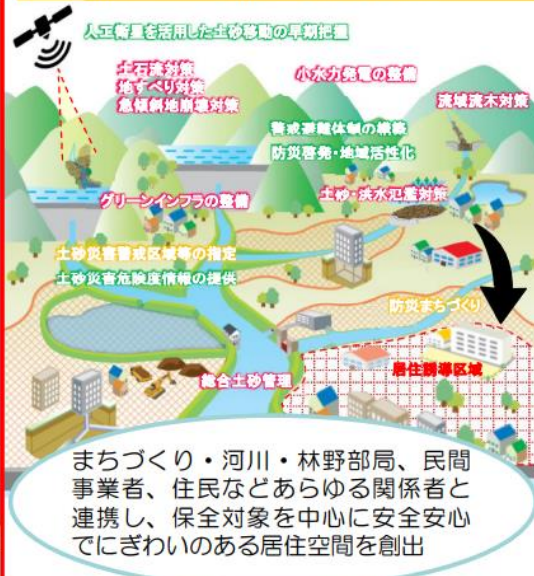 人工衛星を活用した土砂移動の早期把握
土石流対策
地すべり対策
急傾斜地崩壊対策
小水力発電の整備
流域流木対策
警戒避難体制の構築
防災啓発・地域活性化
グリーンインフラの整備
土砂・洪水氾濫対策
土砂災害警戒区域等の指定
土砂災害危険度情報の提供
防災まちづくり
居住誘導区域
総合土砂管理
まちづくり・河川・林野部局、民間
事業者、住民などあらゆる関係者と
連携し、保全対象を中心に安全安心
でにぎわいのある居住空間を創出